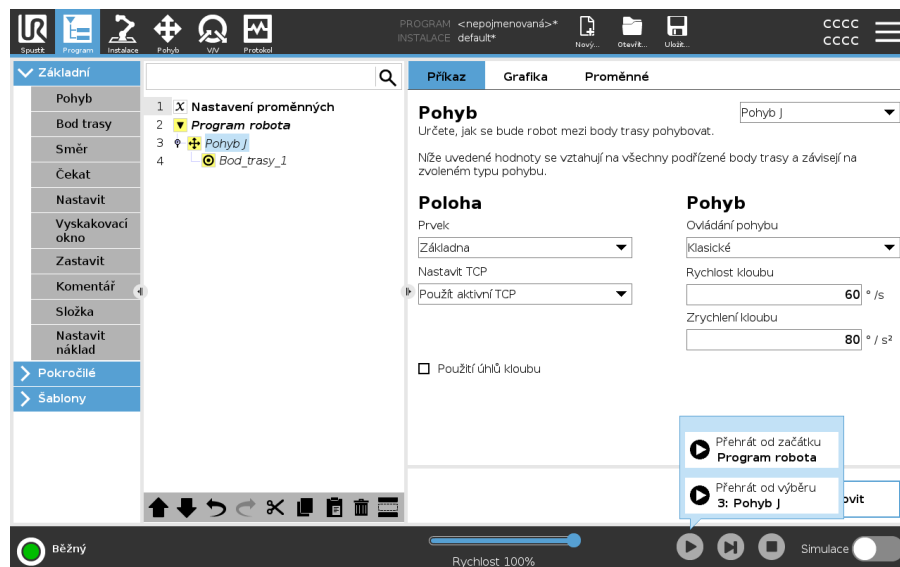 PROGRAM <nepojmenovaná>*
INSTALACE default*
Spustit
Program
Instalace
Pohyb
V/V
Protokol
Nový...
Otevřít...
Uložit...
CCCC
CCCC
Základní
Pohyb
Bod trasy
Směr
Čekat
Nastavit
Vyskakovací
okno
Zastavit
Komentář
Složka
Nastavit
náklad
Pokročilé
Šablony
1 X Nastavení proměnných
2 Program robota
3 Pohyb J
4 Bod_trasy_1
Příkaz
Grafika
Proměnné
Pohyb
Pohyb J
Určete, jak se bude robot mezi body trasy pohybovat.
Níže uvedené hodnoty se vztahují na všechny podřízené body trasy a závisejí na
zvoleném typu pohybu.
Poloha
Prvek
Základna
Nastavit TCP
Použít aktivní TCP
Použití úhlů kloubu
Pohyb
Ovládání pohybu
Klasické
Rychlost kloubu
60 ° /s
Zrychlení kloubu
80 ° / s²
Přehrát od začátku
Program robota
Přehrát od výběru
3: Pohyb J
ovit
Běžný
Rychlost 100%
Simulace